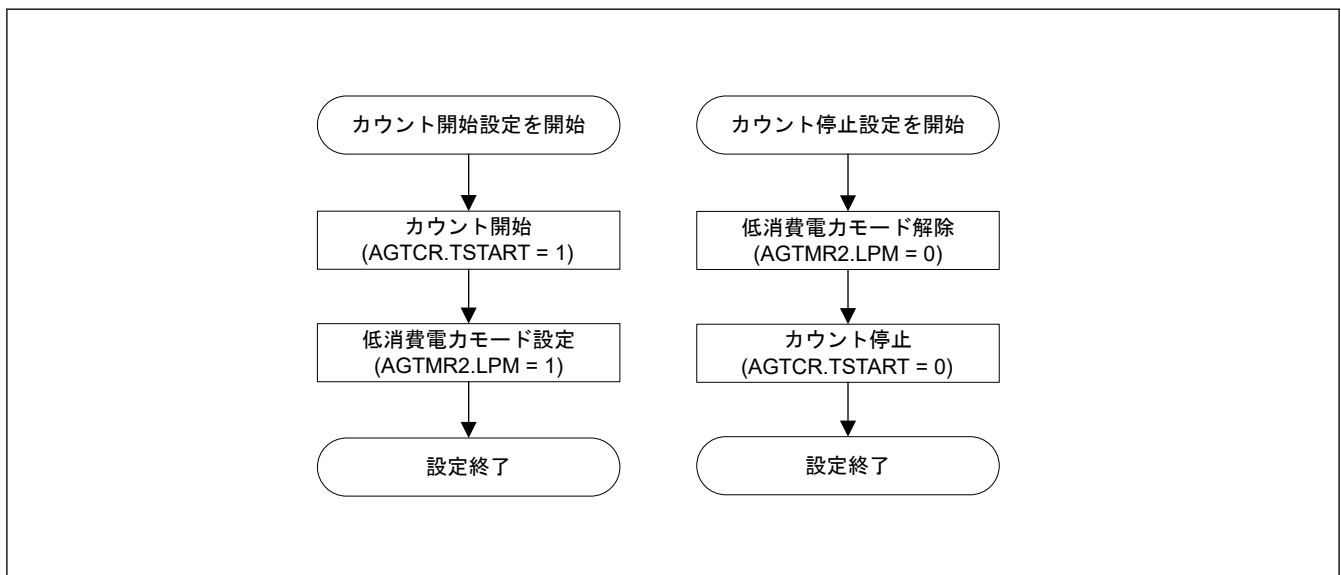 カウント開始設定を開始
カウント開始
(AGTCR.TSTART = 1)
低消費電力モード設定
(AGTMR2.LPM = 1)
設定終了
カウント停止設定を開始
低消費電力モード解除
(AGTMR2.LPM = 0)
カウント停止
(AGTCR.TSTART = 0)
設定終了